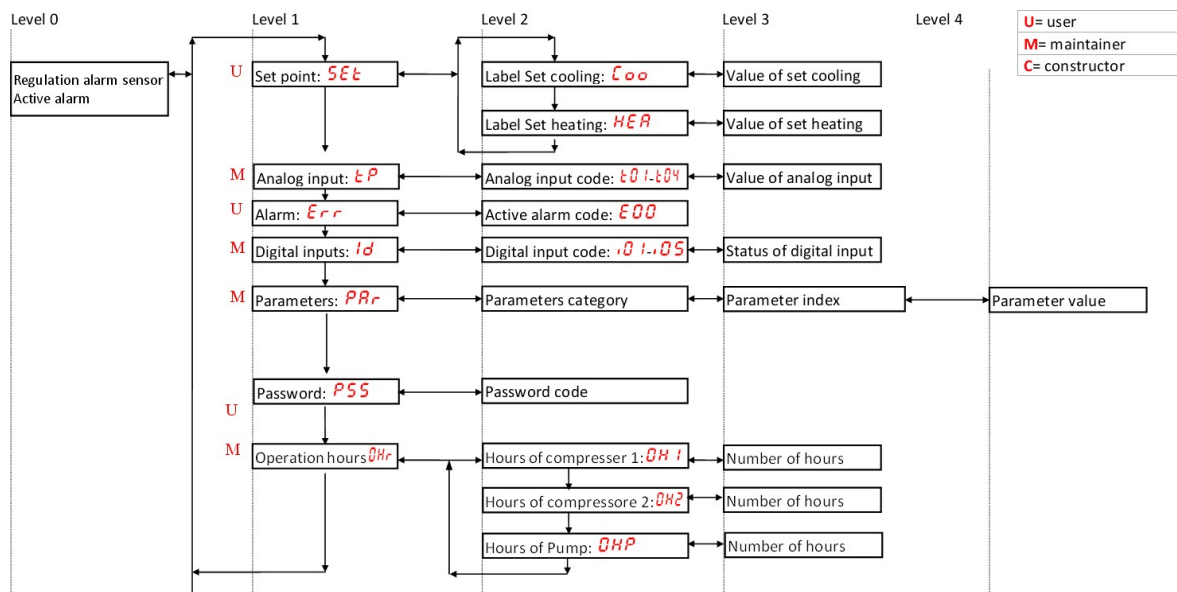 Level 0
Level 1
Level 2
Level 3
Level 4
U= user
M= maintainer
C= constructor
Regulation alarm sensor
Active alarm
U
Set point: SEt
Label Set cooling: Coo
Value of set cooling
Label Set heating: HEA
Value of set heating
M
Analog input: tP
Analog input code: t01-t04
Value of analog input
U
Alarm: Err
Active alarm code: E00
M
Digital inputs: Id
Digital input code: i01-i05
Status of digital input
M
Parameters: PAr
Parameters category
Parameter index
Parameter value
Password: PSS
Password code
U
M
Operation hours 0Hr
Hours of compresser 1: 0H1
Number of hours
Hours of compressore 2: 0H2
Number of hours
Hours of Pump: 0HP
Number of hours